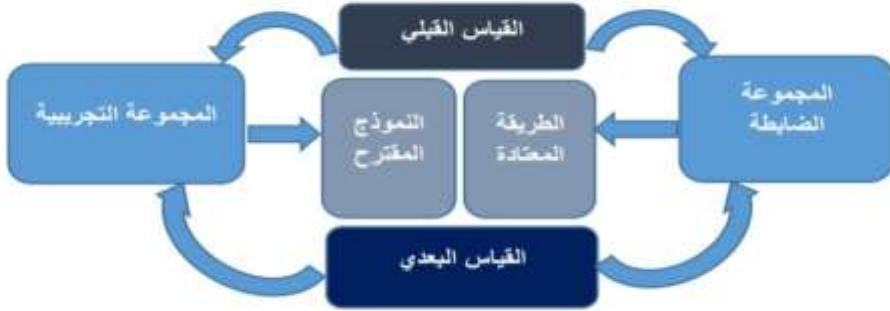 القياس القبلي
المجموعة
الضابطة
الطريقة
المعتادة
النموذج
المقترح
المجموعة التجريبية
القياس البعدي